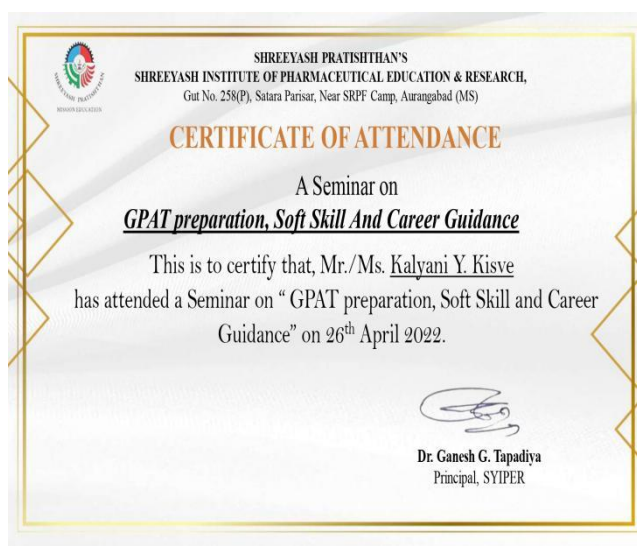 SHREEYASH PRATISHTHAN'S
SHREEYASH INSTITUTE OF PHARMACEUTICAL EDUCATION & RESEARCH,
Gut No. 258(P), Satara Parisar, Near SRPF Camp, Aurangabad (MS)
SHREEYASH PRATISHTHAN
CERTIFICATE OF ATTENDANCE
A Seminar on
GPAT preparation, Soft Skill And Career Guidance
This is to certify that, Mr./Ms. Kalyani Y. Kisve
has attended a Seminar on “ GPAT preparation, Soft Skill and Career
Guidance” on 26th April 2022.
Dr. Ganesh G. Tapadiya
Principal, SYIPER